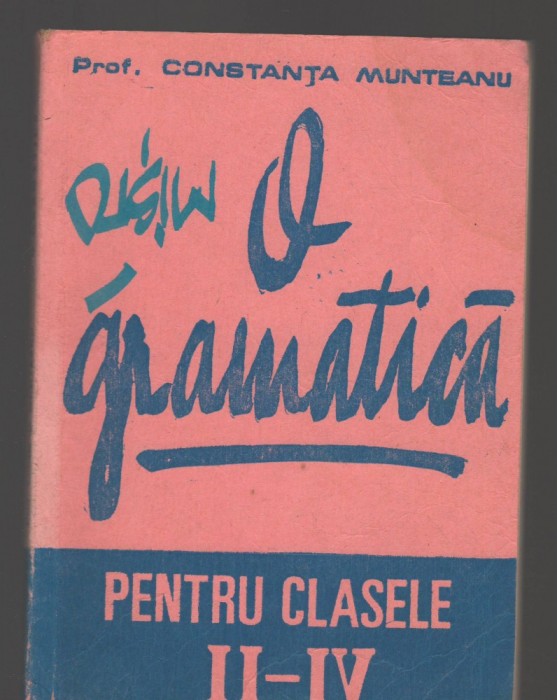 Prof. CONSTANȚA MUNTEANU
O
gramatică
PENTRU CLASELE
II–IV